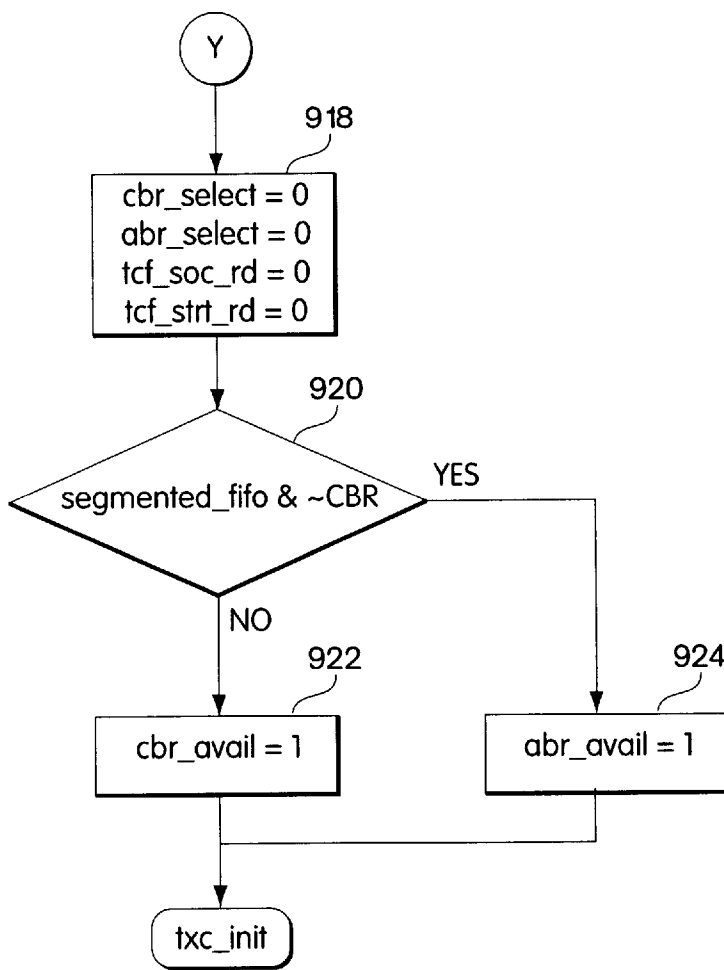 Y
918
cbr_select = 0
abr_select = 0
tcf_soc_rd = 0
tcf_strt_rd = 0
920
segmented_fifo & ~CBR
YES
NO
922
924
cbr_avail = 1
abr_avail = 1
txc_init